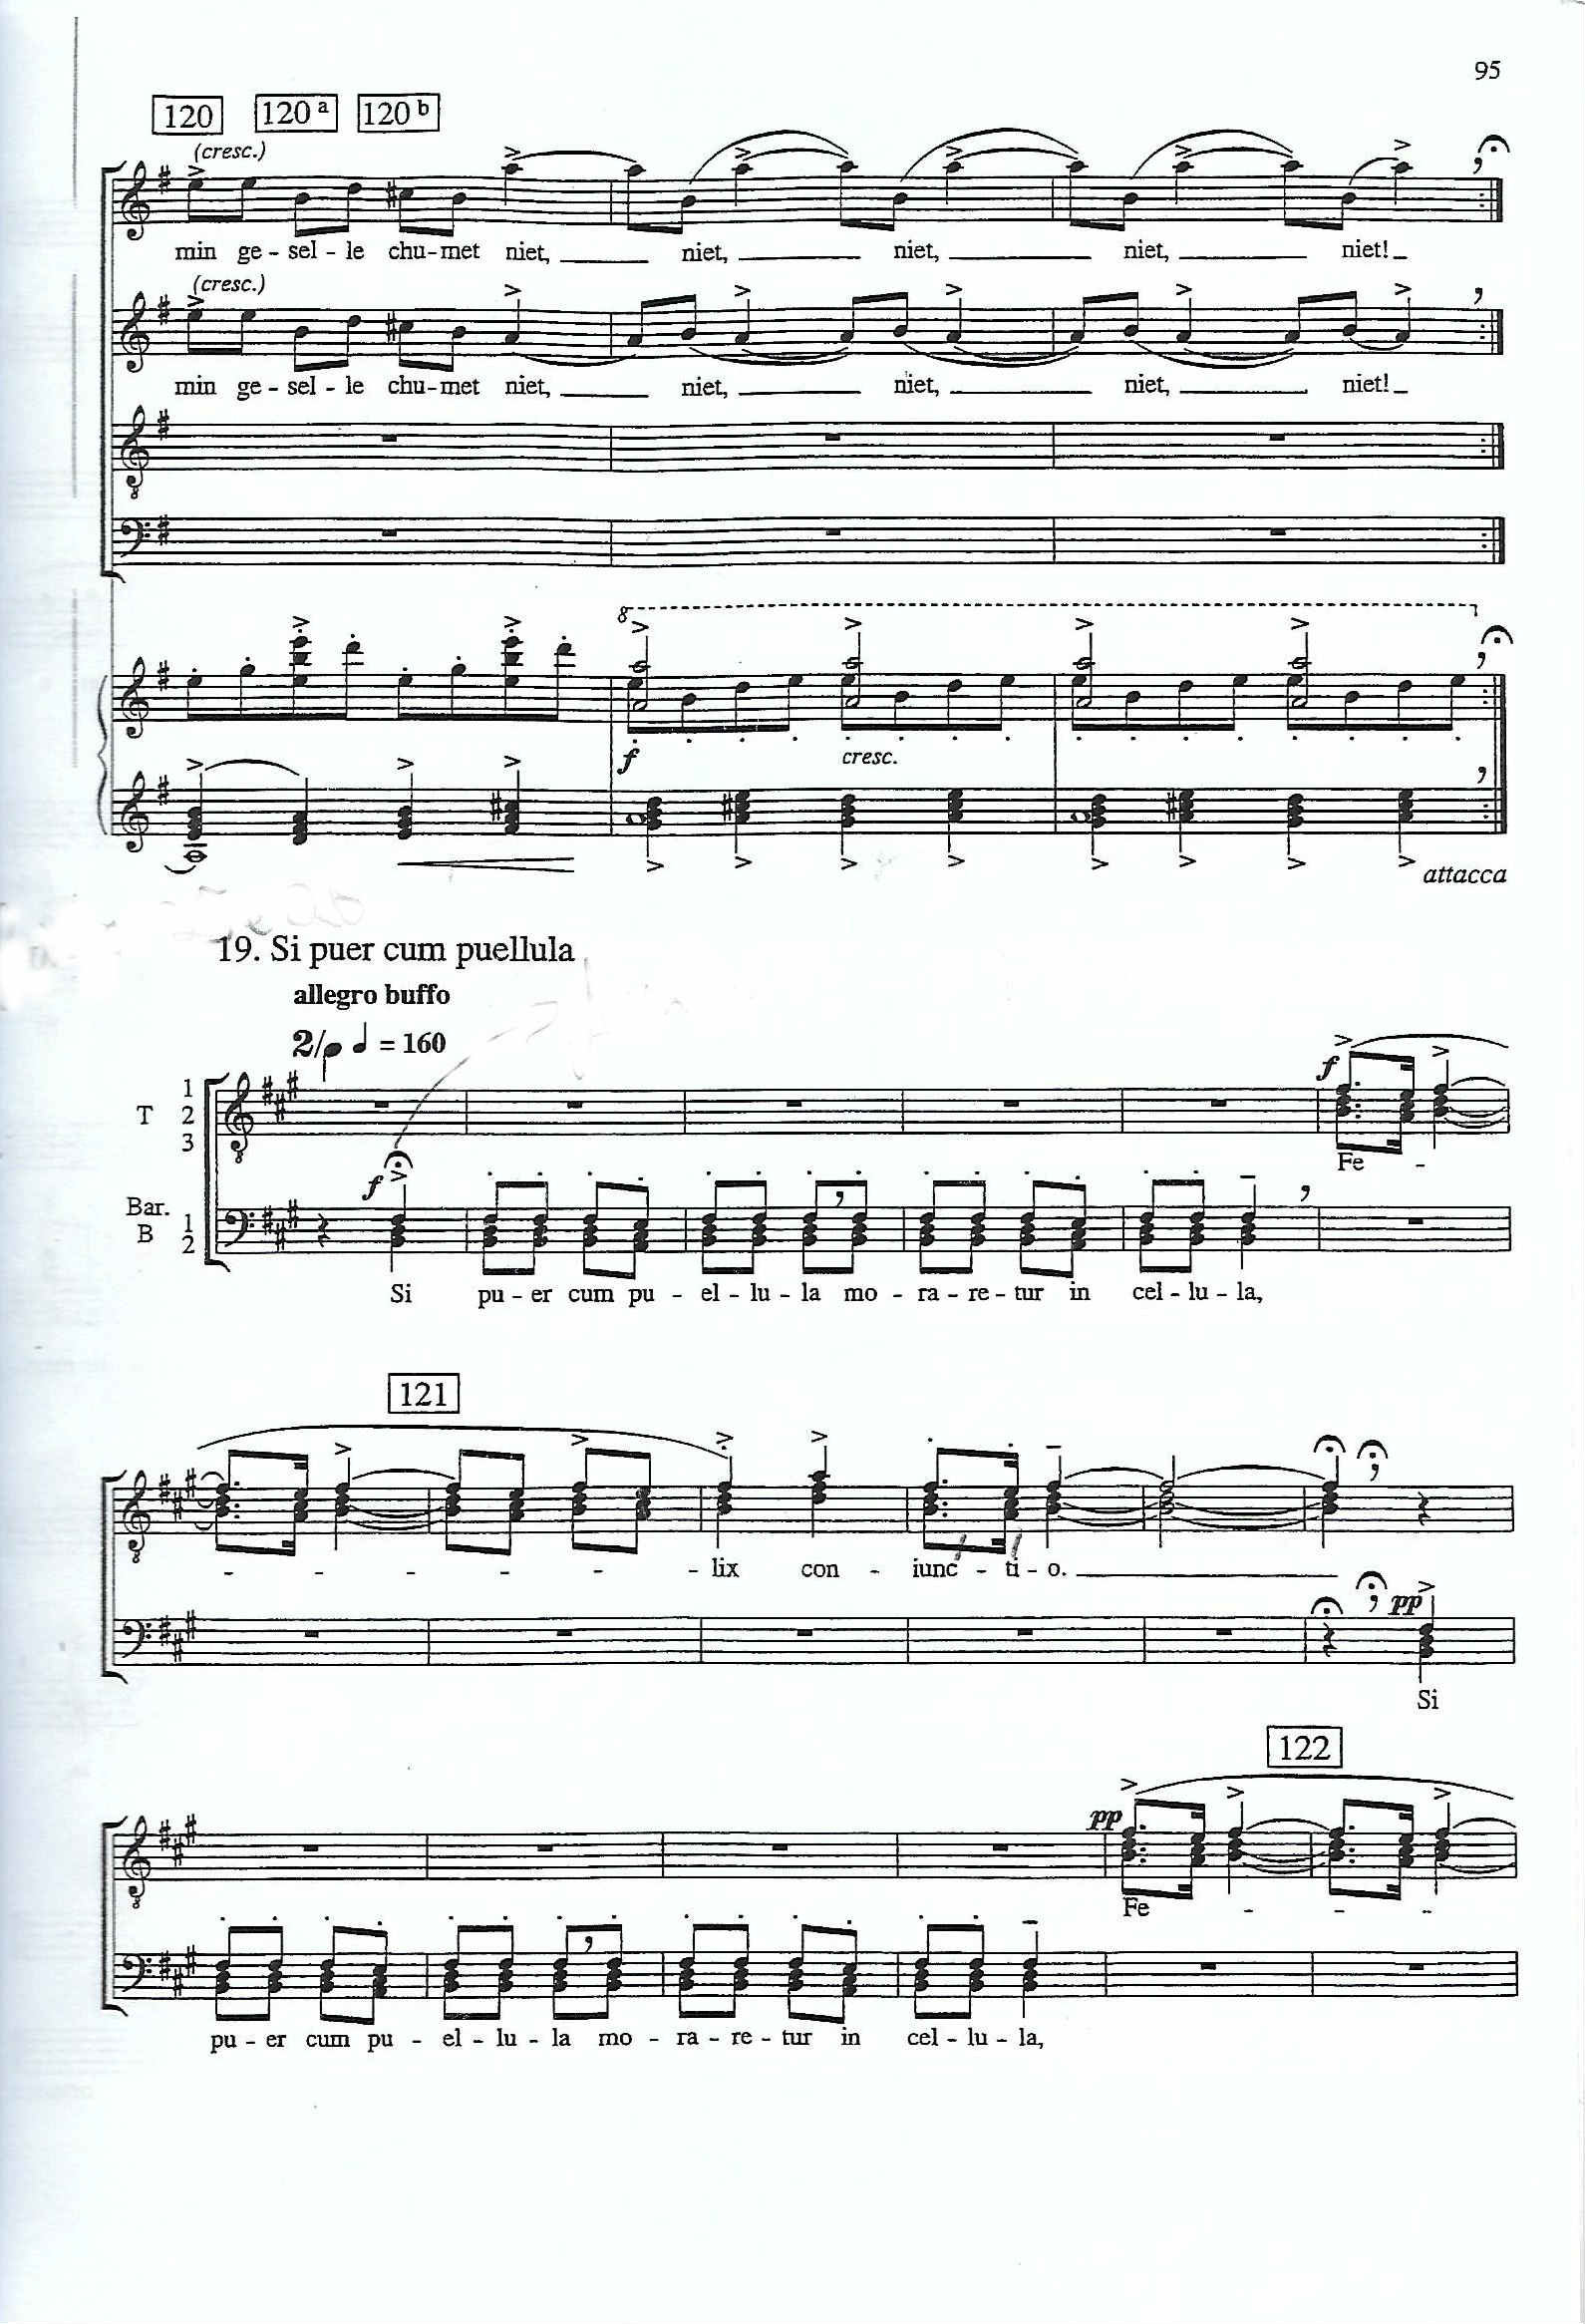 95
120 120a 120b
(cresc.)
min ge - sel - le chu - met niet, niet, niet, niet, niet!
(cresc.)
min ge - sel - le chu - met niet, niet, niet, niet, niet!
8
f cresc.
attacca
19. Si puer cum puellula
allegro buffo
2/ = 160
f
T 1 2 3
Fe -
f
Bar. B 1 2
Si pu - er cum pu - el - lu - la mo - ra - re - tur in cel - lu - la,
121
- - - - - - lix con - iunc - ti - o.
pp
Si
122
pp
Fe - - -
pu - er cum pu - el - lu - la mo - ra - re - tur in cel - lu - la,